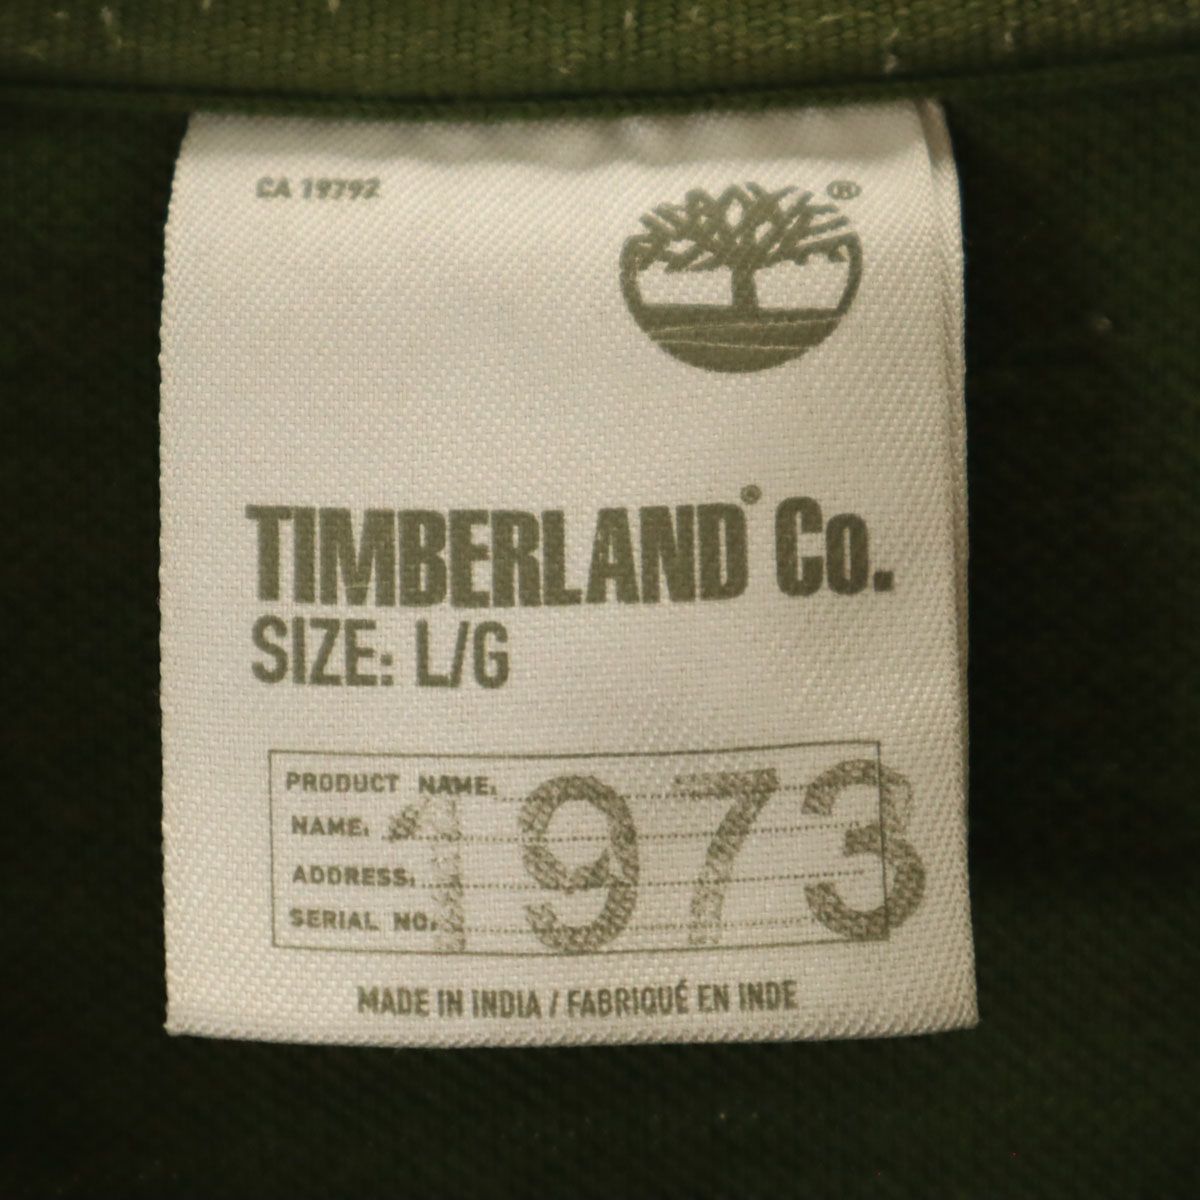 CA 19792
®
TIMBERLAND® Co.
SIZE: L/G
PRODUCT NAME:
NAME:
ADDRESS:
SERIAL NO:
1973
MADE IN INDIA / FABRIQUÉ EN INDE